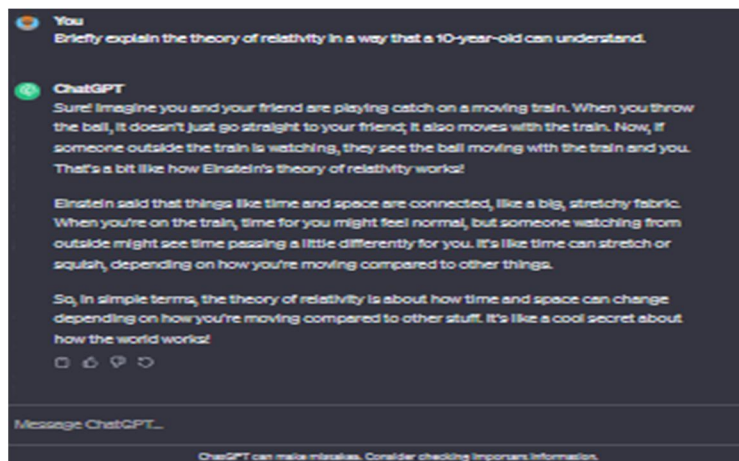 You
Briefly explain the theory of relativity in a way that a 10-year-old can understand.
ChatGPT
Sure! Imagine you and your friend are playing catch on a moving train. When you throw
the ball, it doesn't just go straight to your friend; it also moves with the train. Now, if
someone outside the train is watching, they see the ball moving with the train and you.
That's a bit like how Einstein's theory of relativity works!
Einstein said that things like time and space are connected, like a big, stretchy fabric.
When you're on the train, time for you might feel normal, but someone watching from
outside might see time passing a little differently for you. It's like time can stretch or
squish, depending on how you're moving compared to other things.
So, in simple terms, the theory of relativity is about how time and space can change
depending on how you're moving compared to other stuff. It's like a cool secret about
how the world works!
Message ChatGPT...
ChatGPT can make mistakes. Consider checking important information.